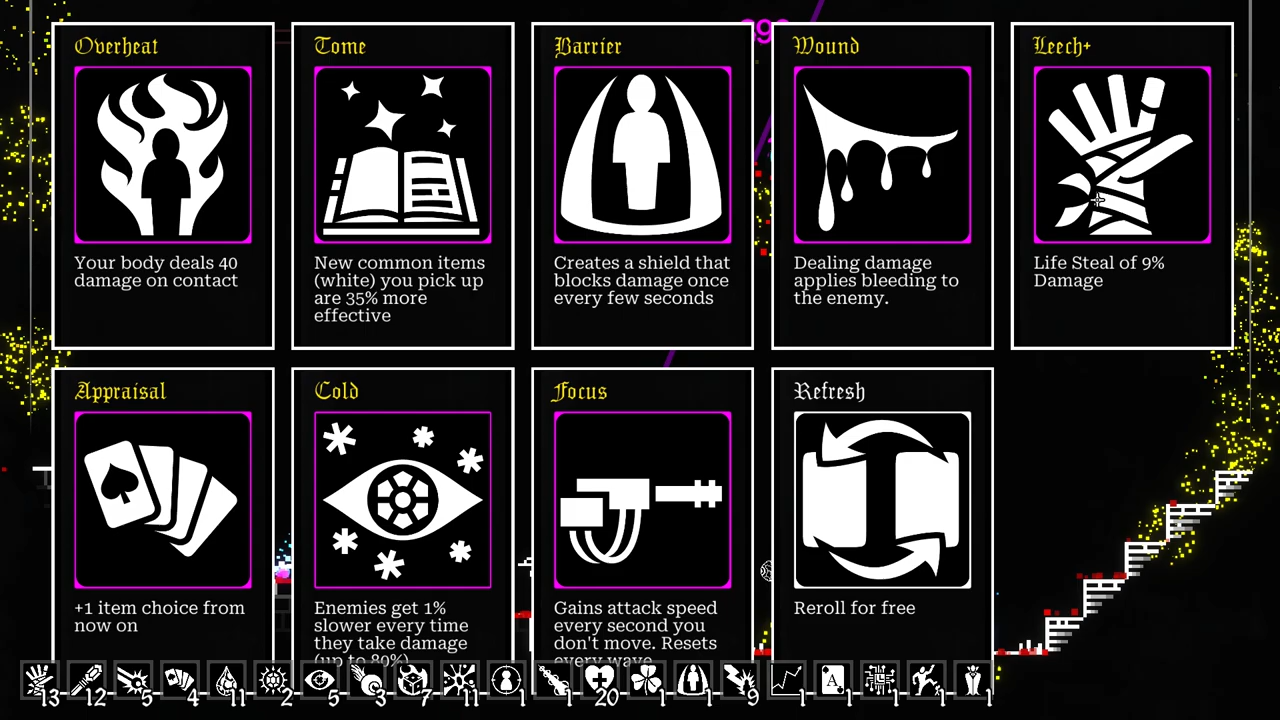 Overheat
Your body deals 40
damage on contact
Tome
New common items
(white) you pick up
are 35% more
effective
Barrier
Creates a shield that
blocks damage once
every few seconds
Wound
Dealing damage
applies bleeding to
the enemy.
Leech+
Life Steal of 9%
Damage
Appraisal
+1 item choice from
now on
Cold
Enemies get 1%
slower every time
they take damage
(up to 80%)
Focus
Gains attack speed
every second you
don't move. Resets
every wave
Refresh
Reroll for free
13 12 5 4 11 2 5 3 7 11 1 1 20 1 1 9 1 1 1 1 1